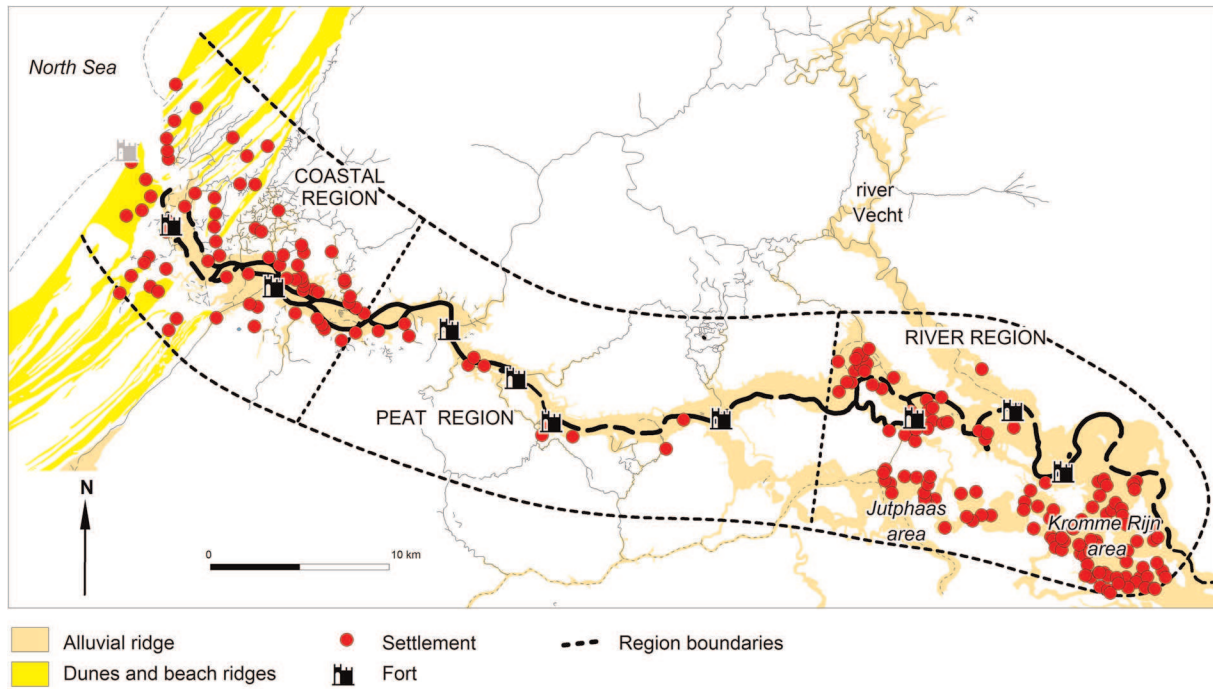 North Sea
COASTAL
REGION
river
Vecht
RIVER REGION
PEAT REGION
N
Jutphaas
area
Kromme Rijn
area
0 10 km
Alluvial ridge
Settlement
Region boundaries
Dunes and beach ridges
Fort